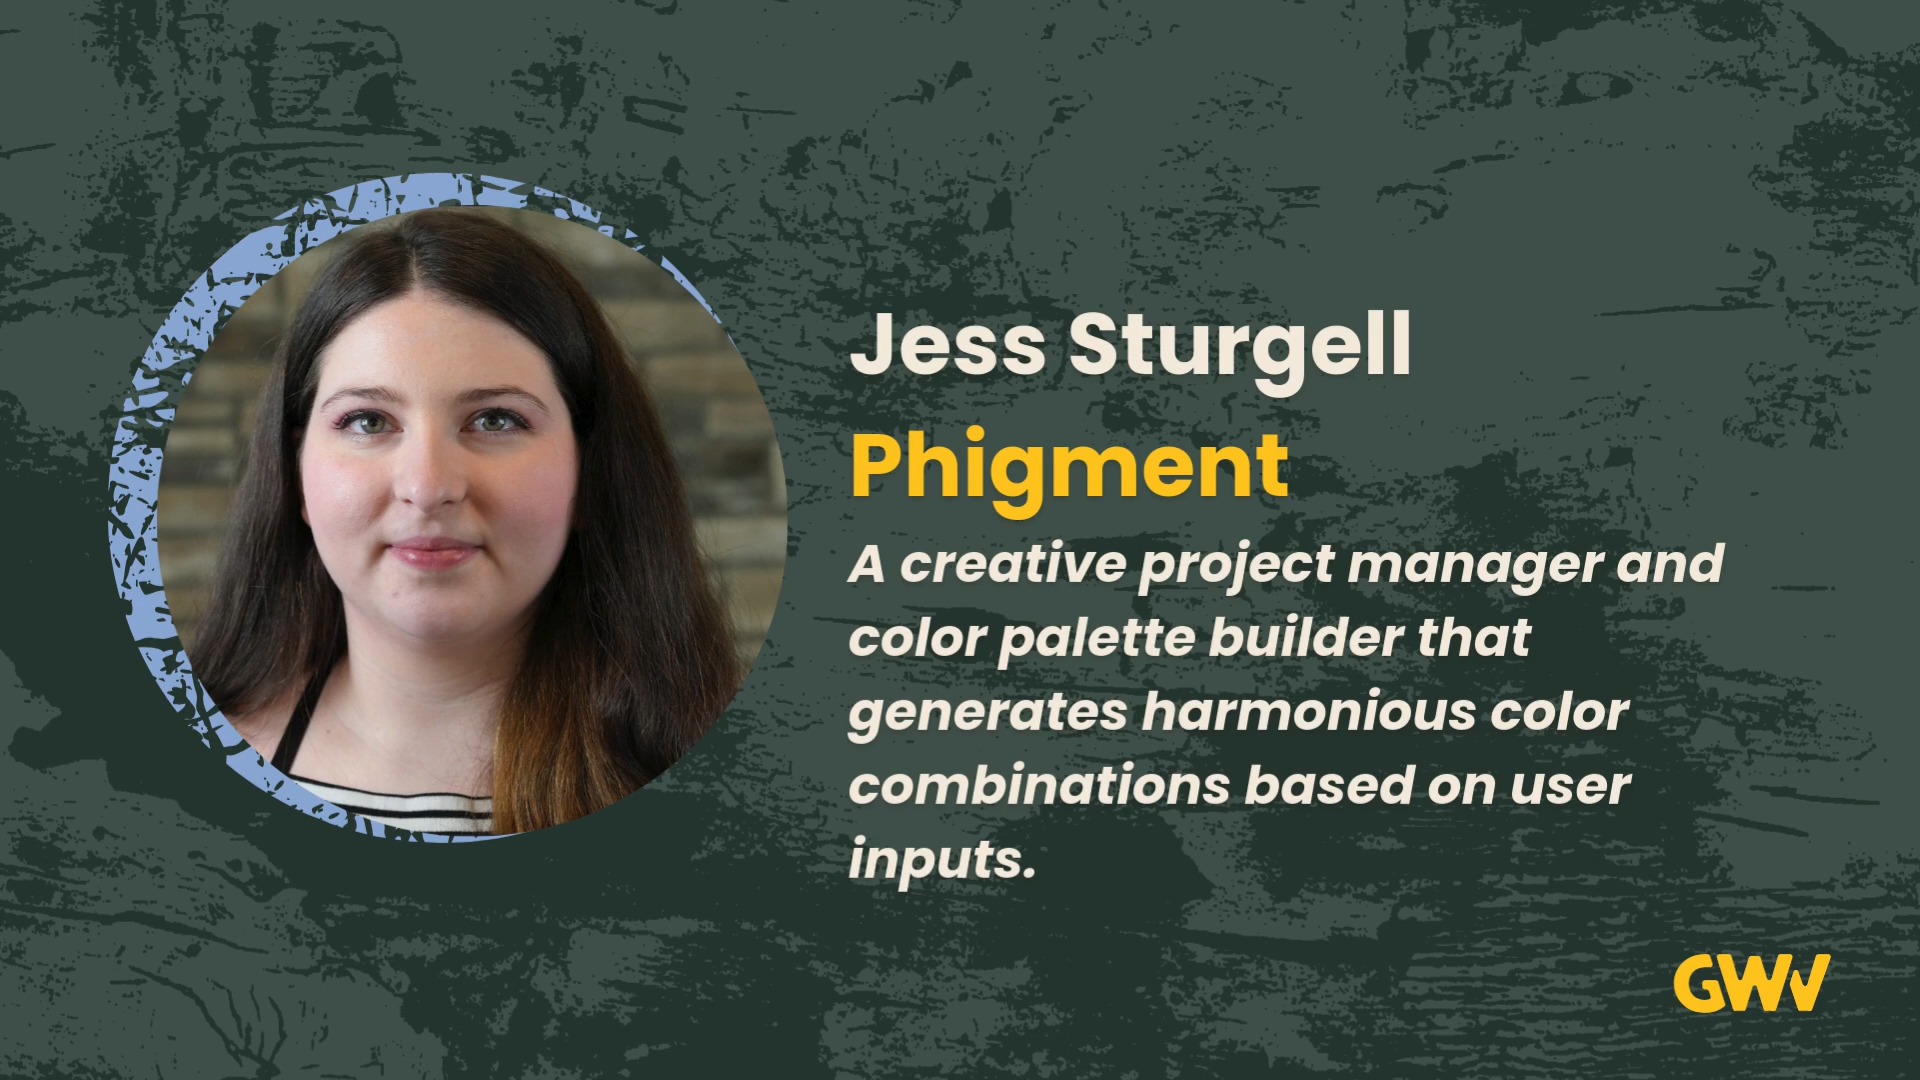 Jess Sturgell
Phigment
A creative project manager and
color palette builder that
generates harmonious color
combinations based on user
inputs.
GWV